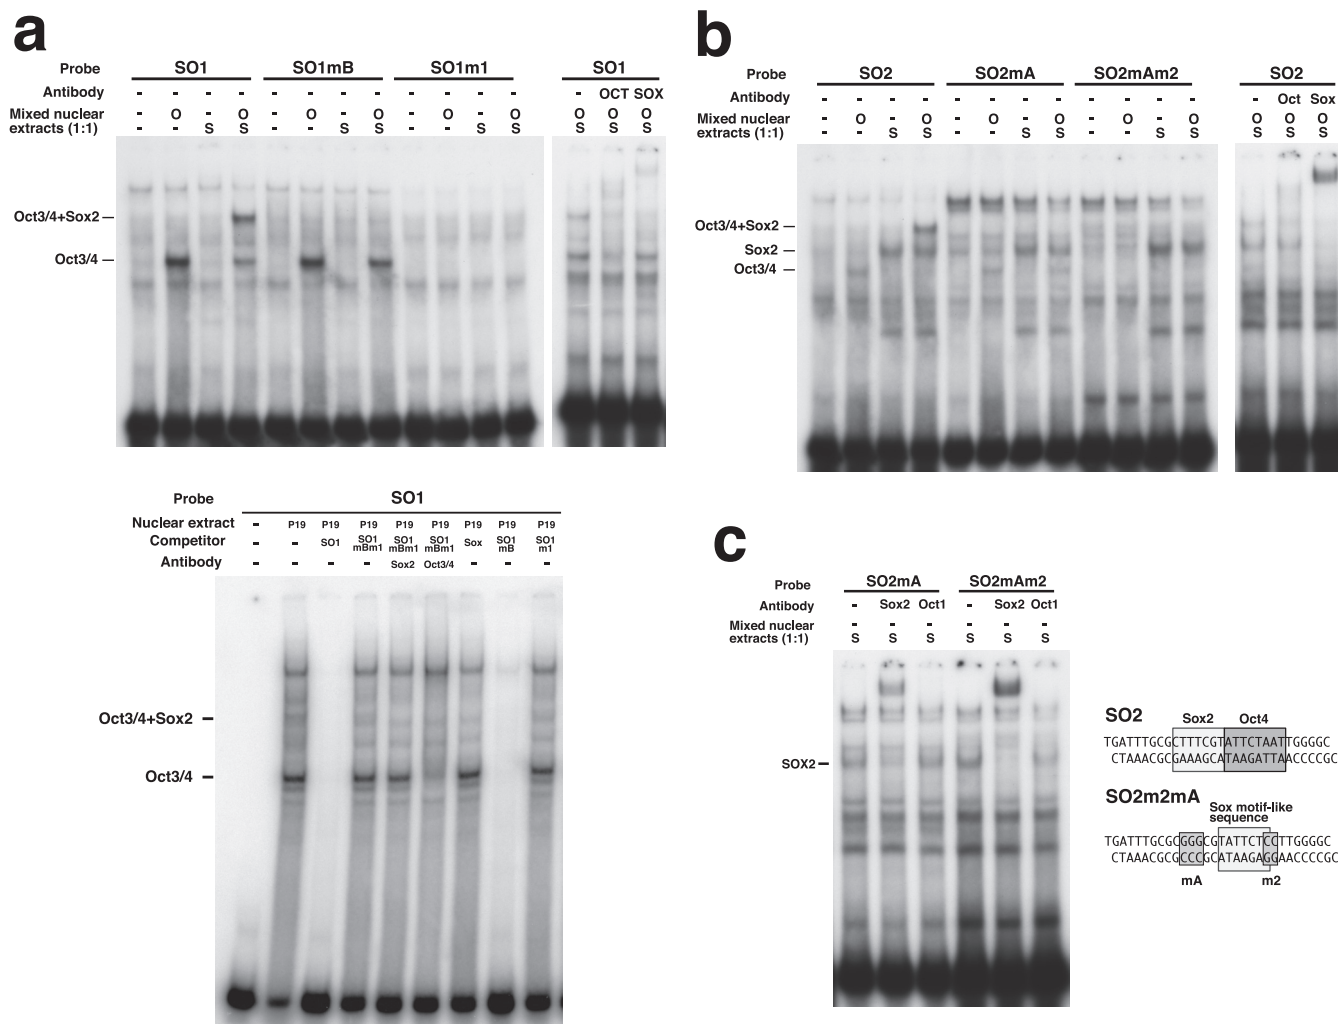 a
Probe SO1 SO1mB SO1m1 SO1
Antibody - - - - - - - - - - - - - OCT SOX
Mixed nuclear - O - O - O - O - O - O O O O
extracts (1:1) - - S S - - S S - - S S S S S
Oct3/4+Sox2
Oct3/4
Probe SO1
Nuclear extract - P19 P19 P19 P19 P19 P19 P19 P19
Competitor - - SO1 SO1 mBm1 SO1 mBm1 SO1 mBm1 Sox SO1 mB SO1 m1
Antibody - - - - Sox2 Oct3/4 - - -
Oct3/4+Sox2
Oct3/4
b
Probe SO2 SO2mA SO2mAm2 SO2
Antibody - - - - - - - - - - - - - Oct Sox
Mixed nuclear - O - O - O - O - O - O O O O
extracts (1:1) - - S S - - S S - - S S S S S
Oct3/4+Sox2
Sox2
Oct3/4
c
Probe SO2mA SO2mAm2
Antibody - Sox2 Oct1 - Sox2 Oct1
Mixed nuclear - - - - - -
extracts (1:1) S S S S S S
SOX2
SO2
Sox2 Oct4
TGATTTGCGCTTTCGTATTCTAATTGGGGC
CTAAACGCGAAAGCATAAGATTAACCCCGC
SO2m2mA
Sox motif-like
sequence
TGATTTGCGCGGGCGTATTCTCCTTGGGGC
CTAAACGCGCCCGCATAAGAGGAACCCCGC
mA m2